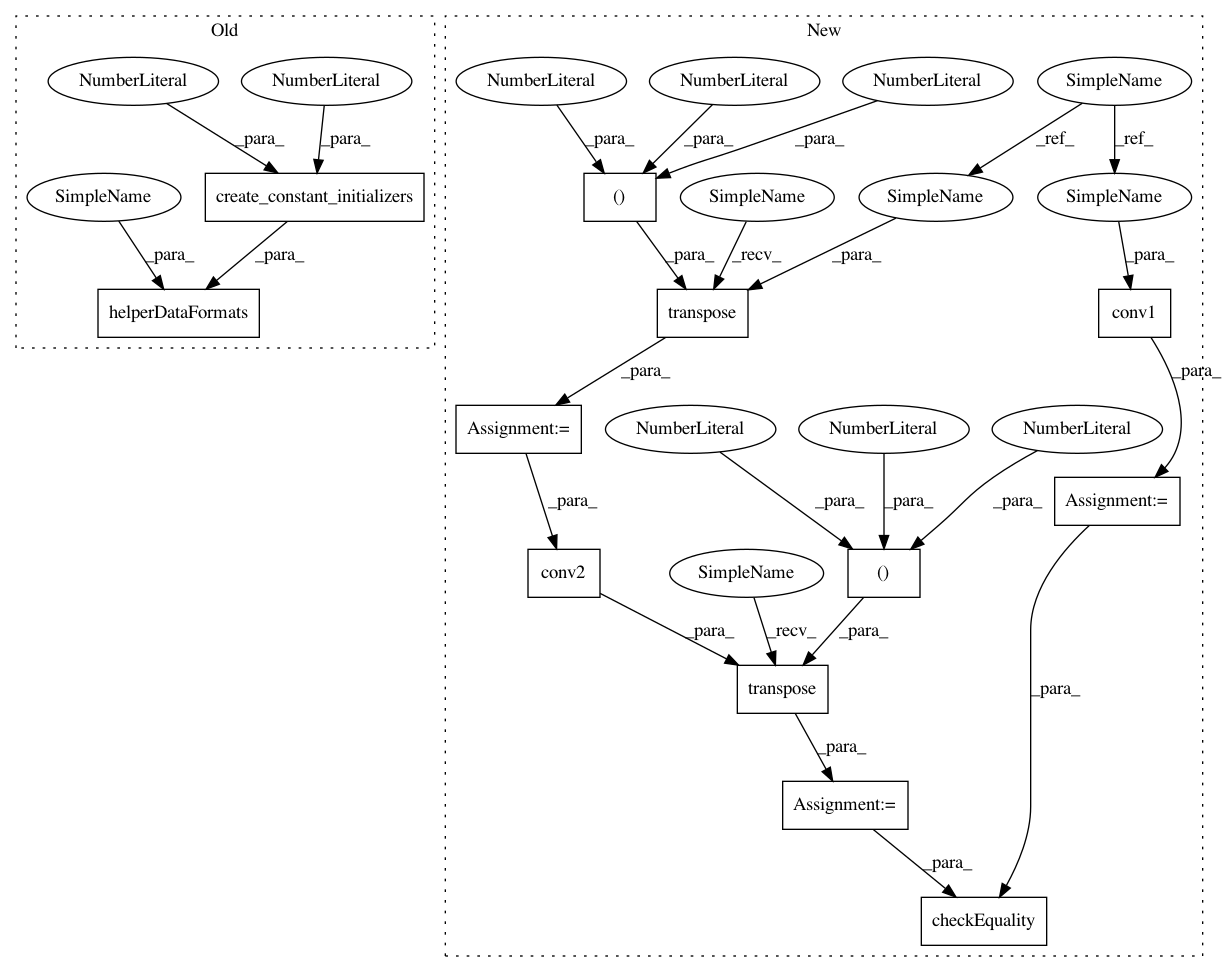 Old
New
NumberLiteral
NumberLiteral
NumberLiteral
NumberLiteral
NumberLiteral
SimpleName
_para_
_para_
_para_
_para_
_para_
_ref_
_ref_
SimpleName
create_constant_initializers
()
SimpleName
SimpleName
SimpleName
_para_
_para_
_para_
_recv_
_para_
_para_
helperDataFormats
transpose
conv1
_para_
_para_
Assignment:=
NumberLiteral
NumberLiteral
NumberLiteral
_para_
_para_
_para_
_para_
Assignment:=
conv2
SimpleName
()
_para_
_recv_
_para_
_para_
transpose
_para_
Assignment:=
_para_
checkEquality